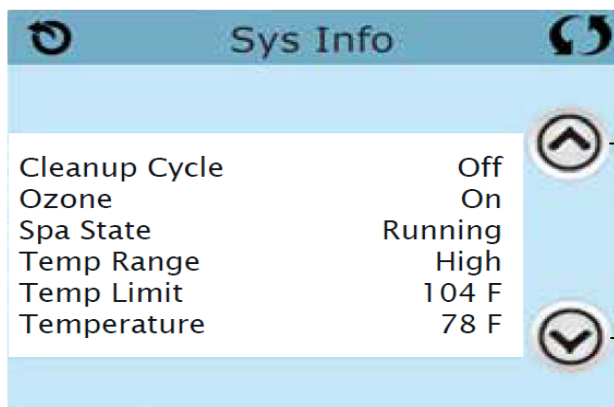 Sys Info
Cleanup Cycle Off
Ozone On
Spa State Running
Temp Range High
Temp Limit 104 F
Temperature 78 F